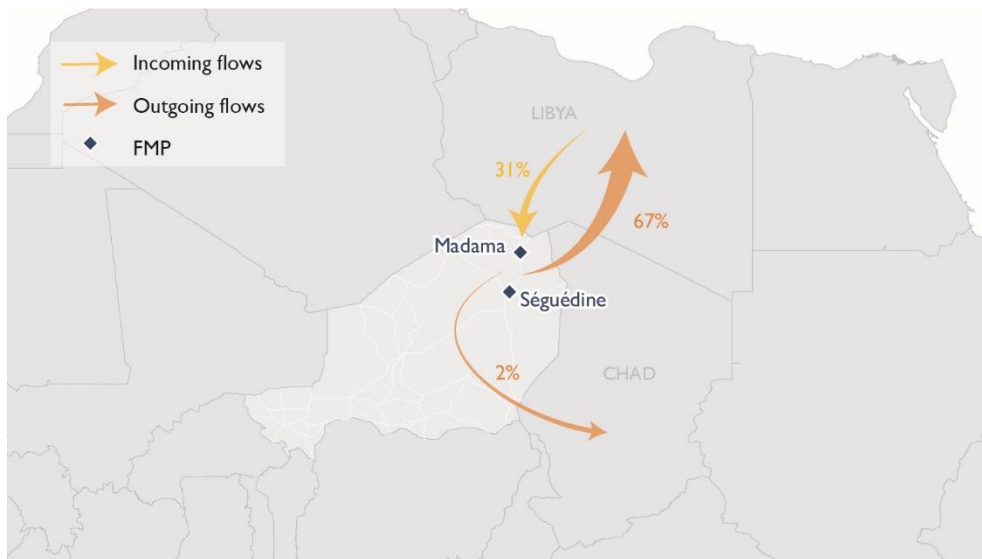 Incoming flows
Outgoing flows
FMP
LIBYA
31%
67%
Madama
Séguédine
2%
CHAD